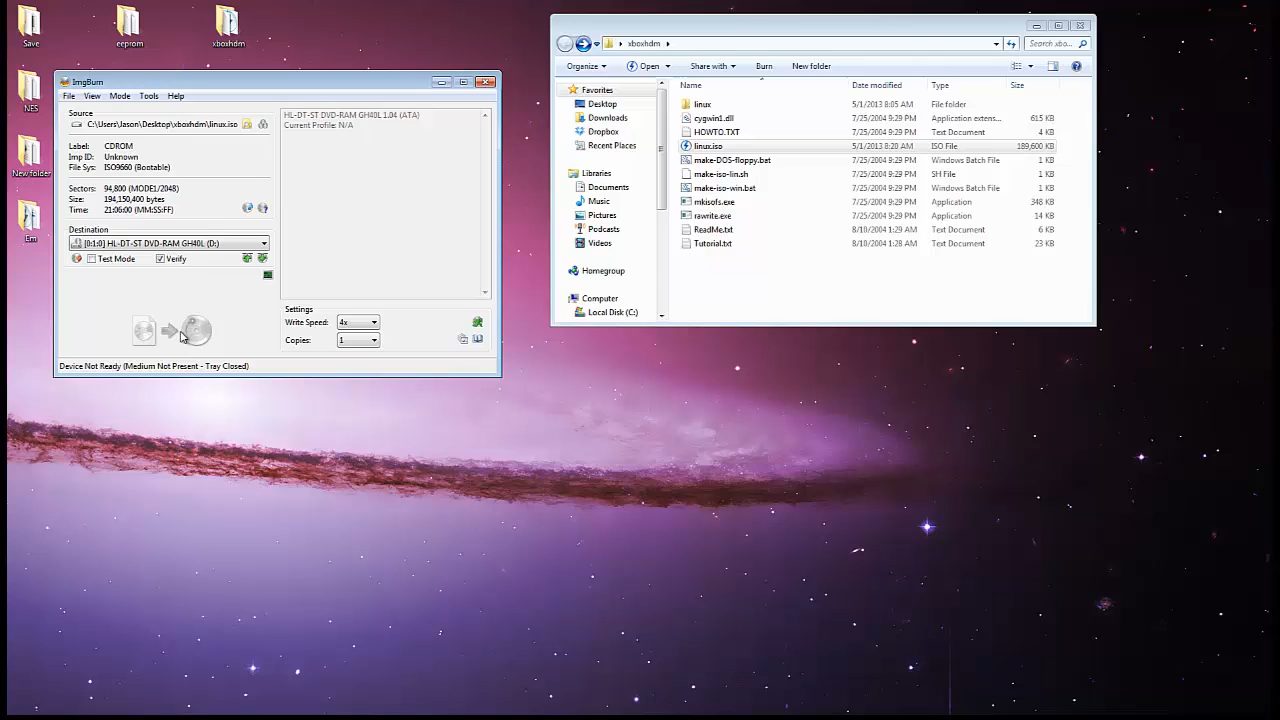 Save
eeprom
xboxhdm
NES
New folder
Em
ImgBurn
File View Mode Tools Help
Source
C:\Users\Jason\Desktop\xboxhdm\linux.iso
Label: CDROM
Imp ID: Unknown
File Sys: ISO9660 (Bootable)
Sectors: 94,800 (MODE1/2048)
Size: 194,150,400 bytes
Time: 21:06:00 (MM:SS:FF)
Destination
[0:1:0] HL-DT-ST DVD-RAM GH40L (D:)
Test Mode Verify
HL-DT-ST DVD-RAM GH40L 1.04 (ATA)
Current Profile: N/A
Settings
Write Speed: 4x
Copies: 1
Device Not Ready (Medium Not Present - Tray Closed)
xboxhdm
Search xbo...
Organize Open Share with Burn New folder
Favorites
Desktop
Downloads
Dropbox
Recent Places
Libraries
Documents
Music
Pictures
Podcasts
Videos
Homegroup
Computer
Local Disk (C:)
Name Date modified Type Size
linux 5/1/2013 8:05 AM File folder
cygwin1.dll 7/25/2004 9:29 PM Application extens... 615 KB
HOWTO.TXT 7/25/2004 9:29 PM Text Document 4 KB
linux.iso 5/1/2013 8:20 AM ISO File 189,600 KB
make-DOS-floppy.bat 7/25/2004 9:29 PM Windows Batch File 1 KB
make-iso-lin.sh 7/25/2004 9:29 PM SH File 1 KB
make-iso-win.bat 7/25/2004 9:29 PM Windows Batch File 1 KB
mkisofs.exe 7/25/2004 9:29 PM Application 348 KB
rawrite.exe 7/25/2004 9:29 PM Application 14 KB
ReadMe.txt 8/10/2004 1:29 AM Text Document 6 KB
Tutorial.txt 8/10/2004 1:28 AM Text Document 23 KB